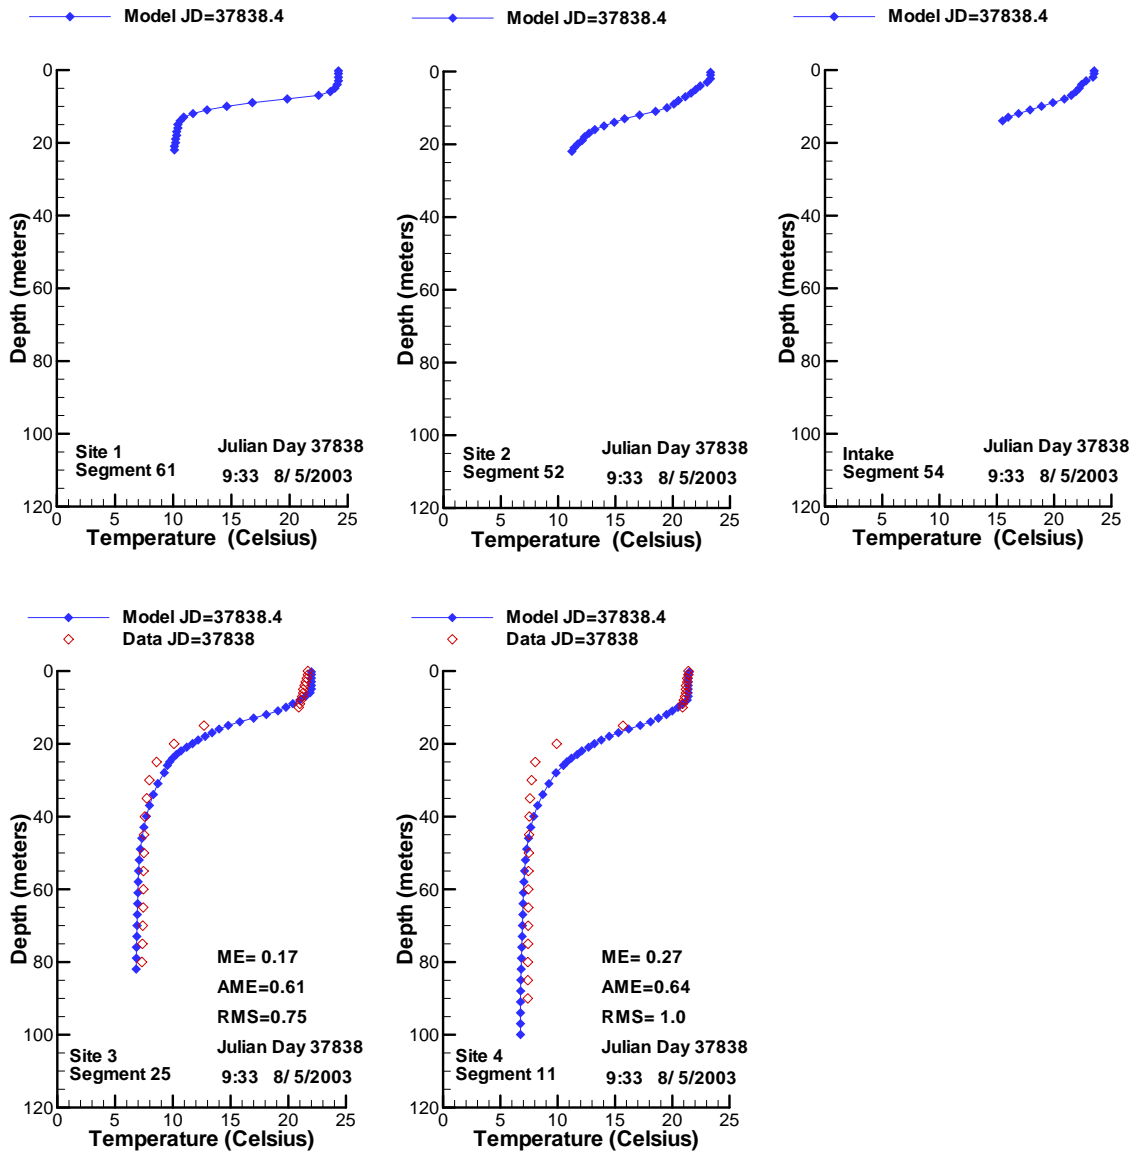 Model JD=37838.4
0
20
40
60
80
100
120
Depth (meters)
Site 1
Segment 61
Julian Day 37838
9:33 8/ 5/2003
0 5 10 15 20 25
Temperature (Celsius)
Model JD=37838.4
0
20
40
60
80
100
120
Depth (meters)
Site 2
Segment 52
Julian Day 37838
9:33 8/ 5/2003
0 5 10 15 20 25
Temperature (Celsius)
Model JD=37838.4
0
20
40
60
80
100
120
Depth (meters)
Intake
Segment 54
Julian Day 37838
9:33 8/ 5/2003
0 5 10 15 20 25
Temperature (Celsius)
Model JD=37838.4
Data JD=37838
0
20
40
60
80
100
120
Depth (meters)
ME= 0.17
AME=0.61
RMS=0.75
Julian Day 37838
9:33 8/ 5/2003
Site 3
Segment 25
0 5 10 15 20 25
Temperature (Celsius)
Model JD=37838.4
Data JD=37838
0
20
40
60
80
100
120
Depth (meters)
ME= 0.27
AME=0.64
RMS= 1.0
Julian Day 37838
9:33 8/ 5/2003
Site 4
Segment 11
0 5 10 15 20 25
Temperature (Celsius)